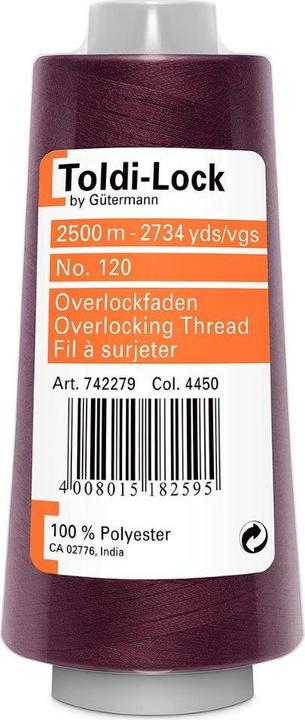 Toldi-Lock
by Gütermann
2500 m - 2734 yds/vgs
No. 120
Overlockfaden
Overlocking Thread
Fil à surjeter
Art. 742279 Col. 4450
4 008015 182595
100 % Polyester
CA 02776, India